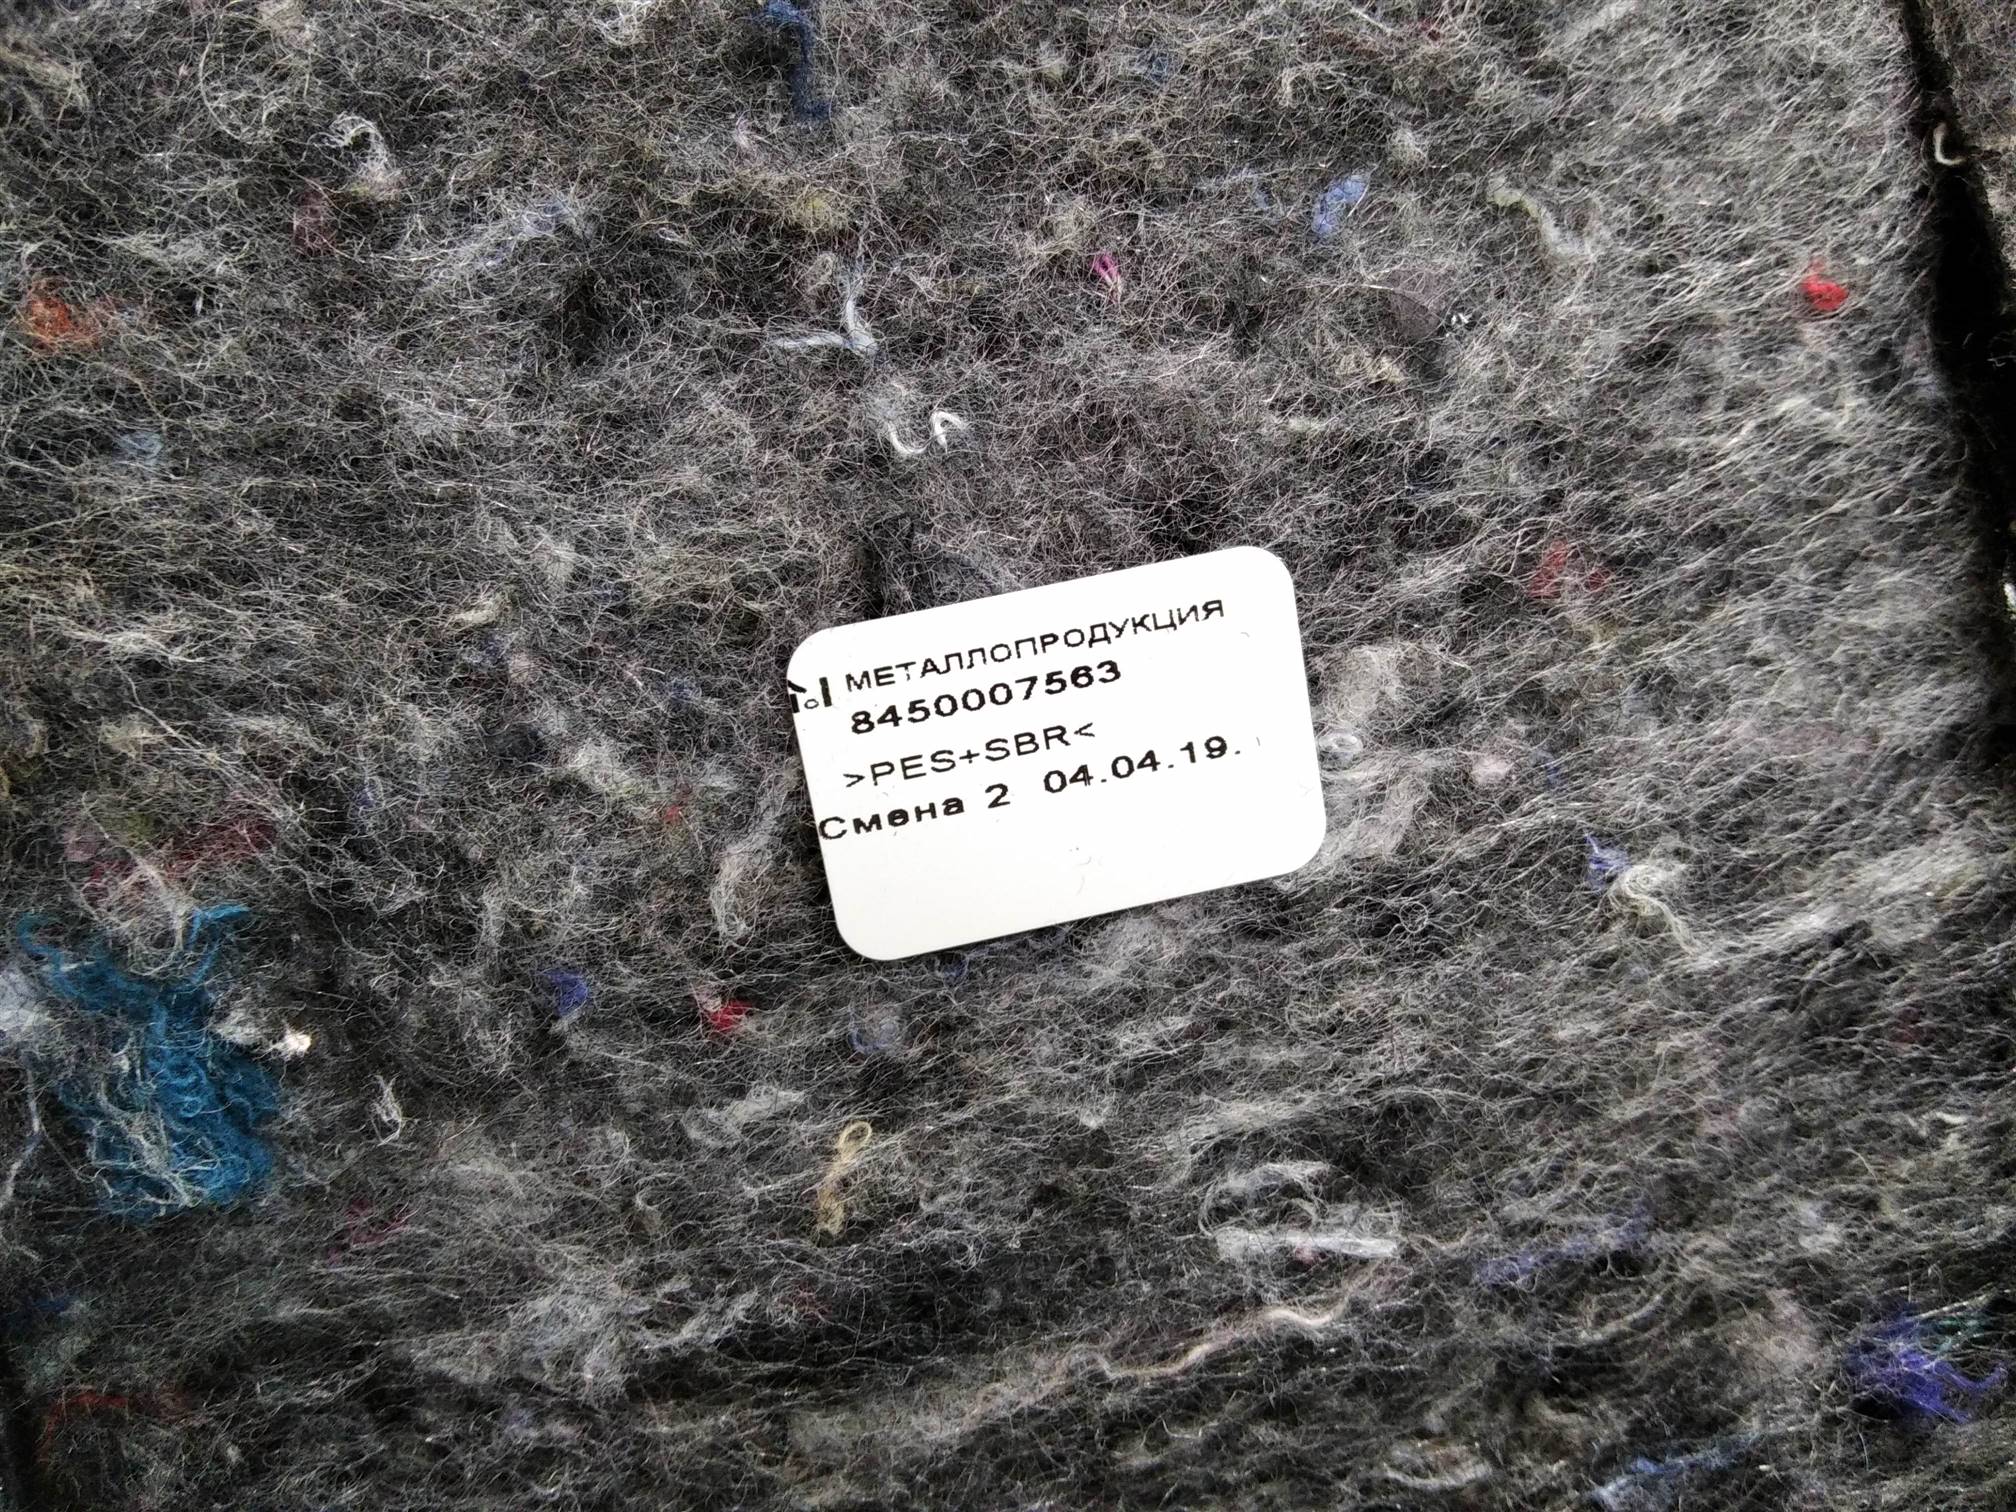 МЕТАЛЛОПРОДУКЦИЯ
8450007563
>PES+SBR<
Смена 2 04.04.19.